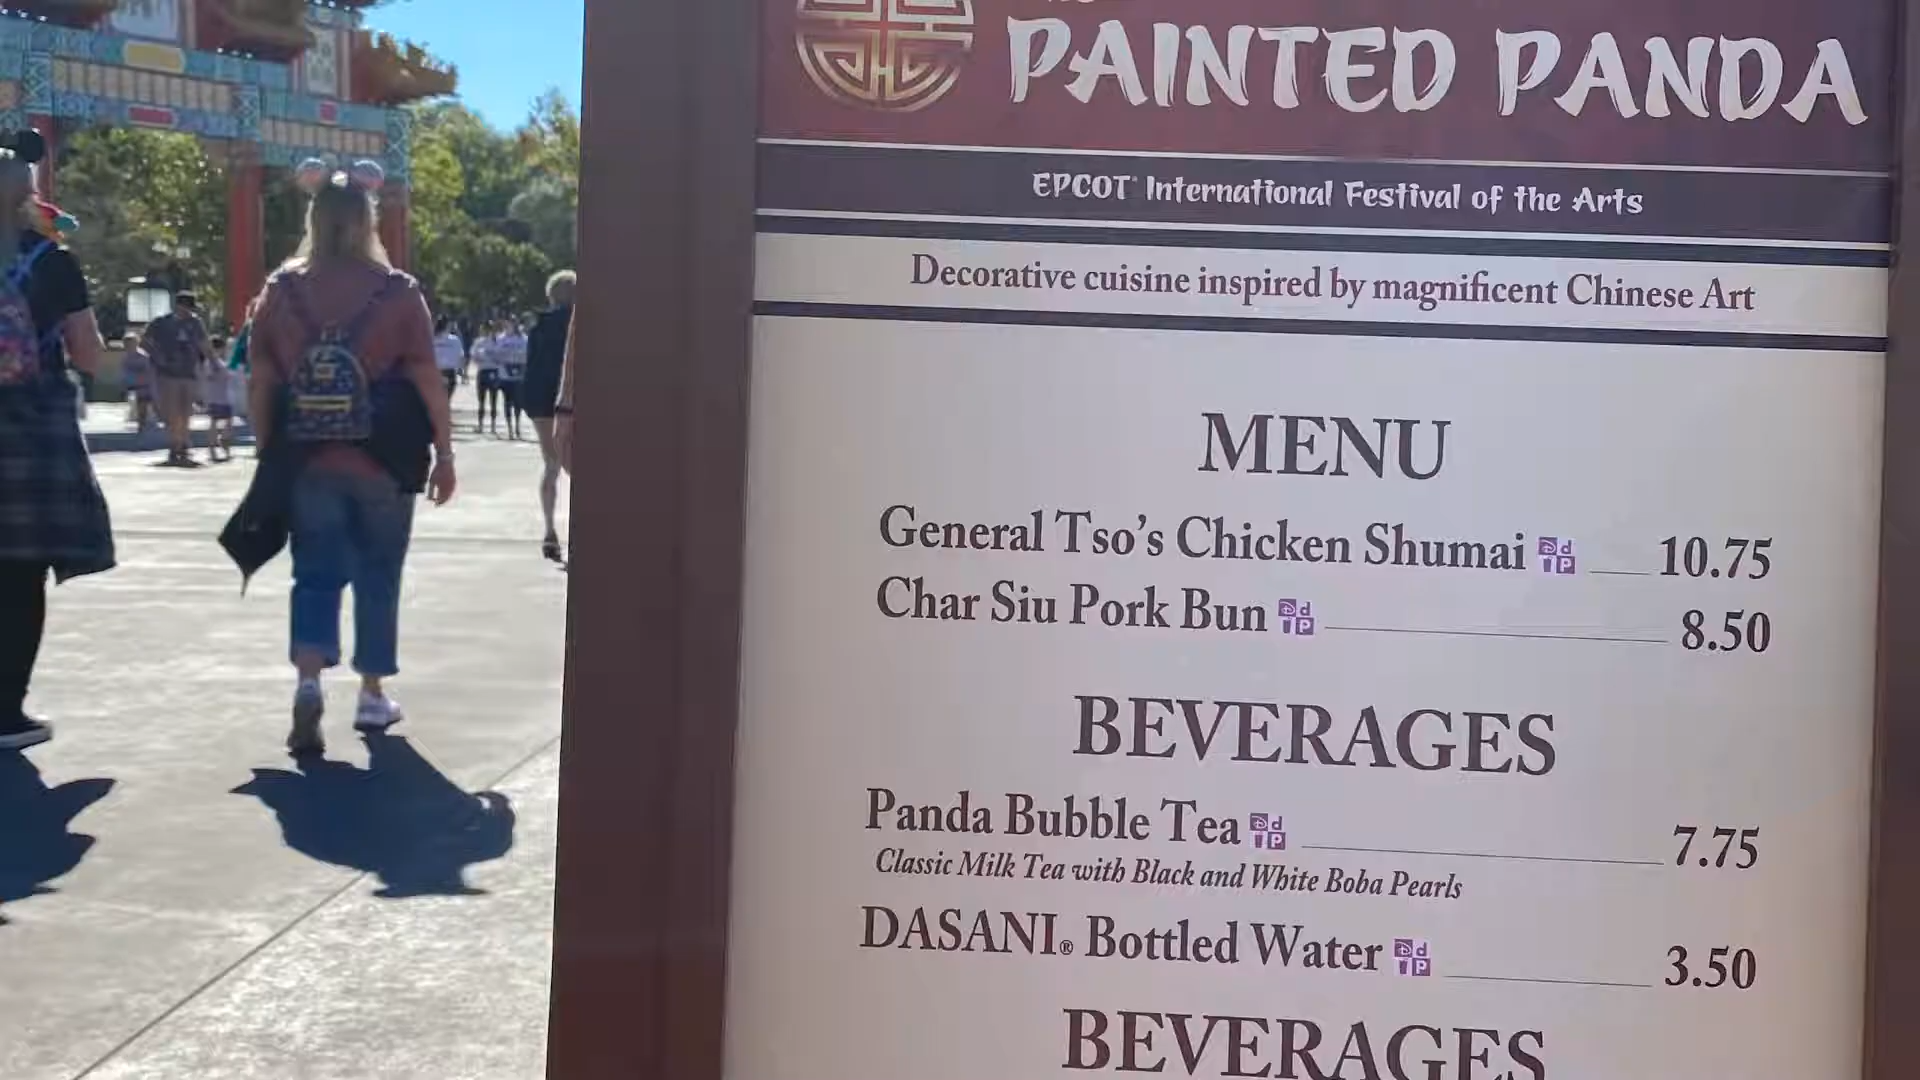 PAINTED PANDA
EPCOT International Festival of the Arts
Decorative cuisine inspired by magnificent Chinese Art
MENU
General Tso's Chicken Shumai 10.75
Char Siu Pork Bun 8.50
BEVERAGES
Panda Bubble Tea 7.75
Classic Milk Tea with Black and White Boba Pearls
DASANI® Bottled Water 3.50
BEVERAGES